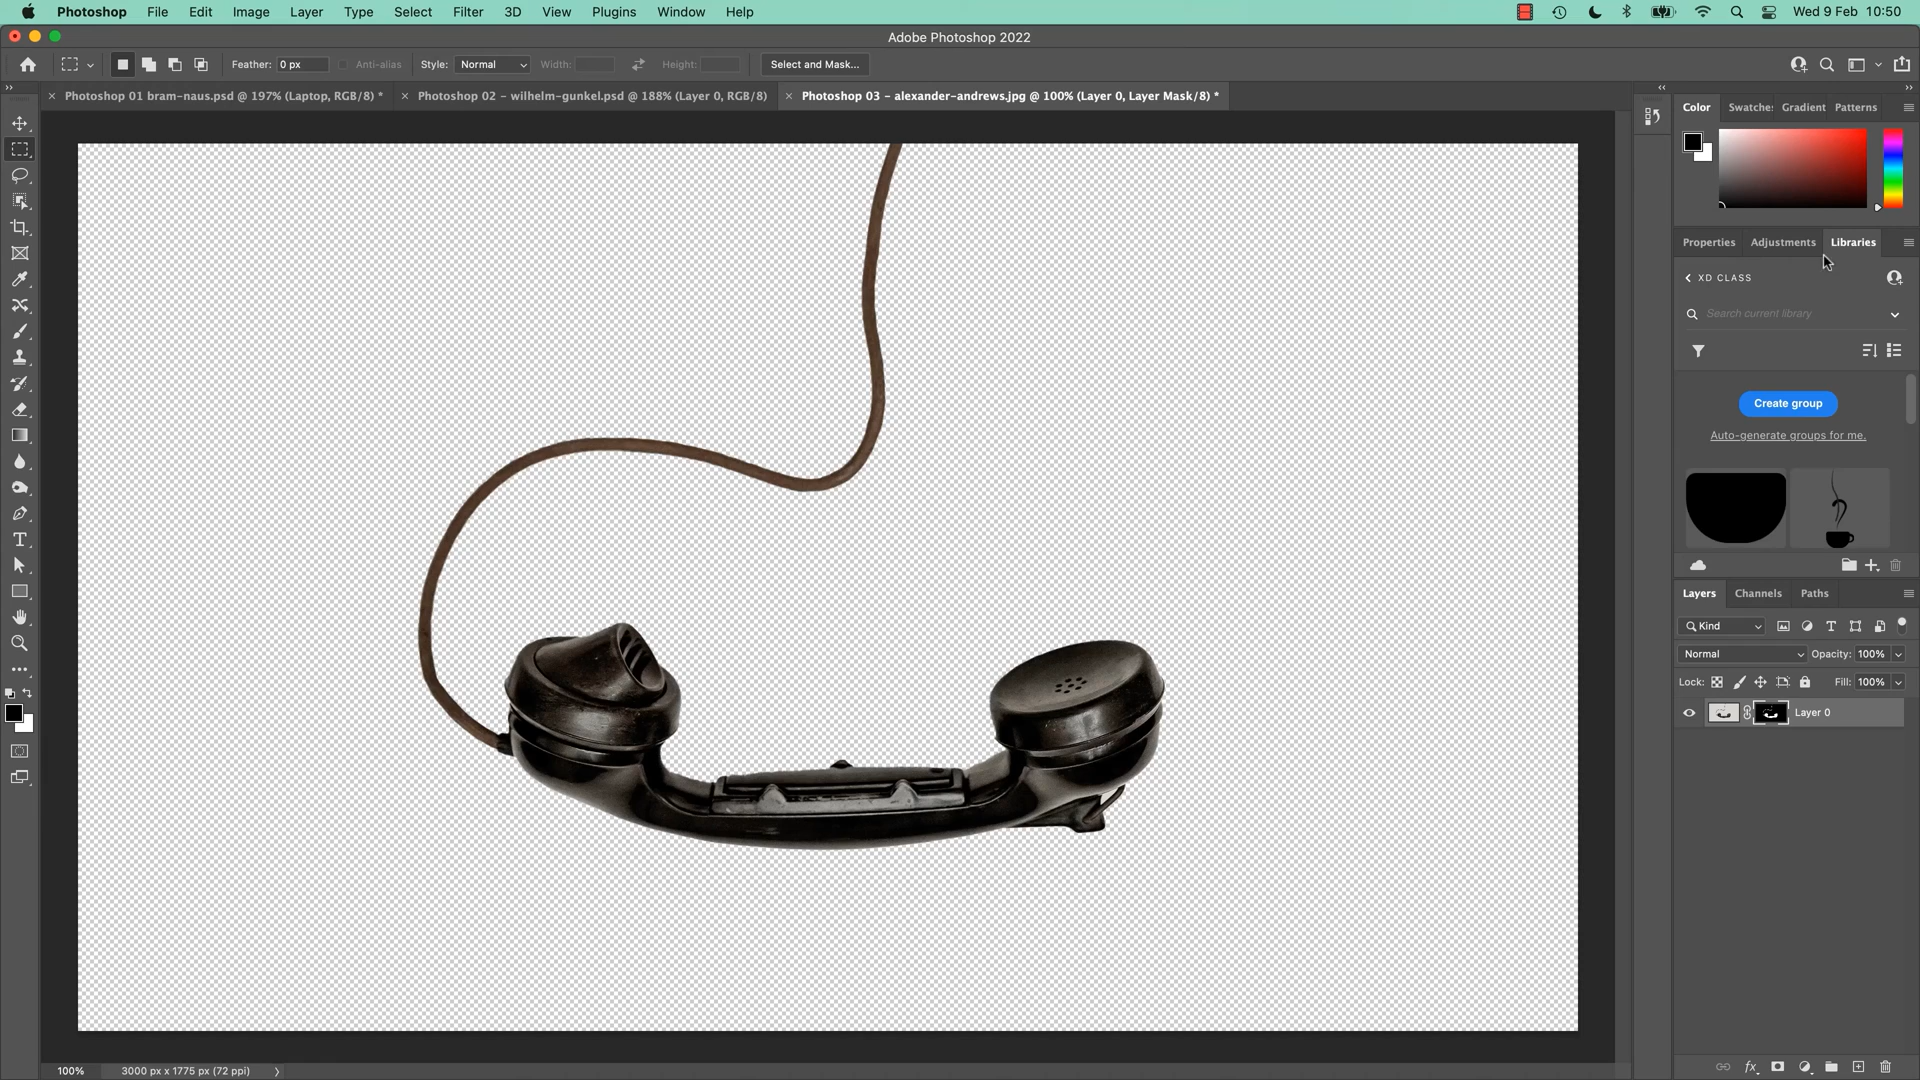 Photoshop File Edit Image Layer Type Select Filter 3D View Plugins Window Help Wed 9 Feb 10:50
Adobe Photoshop 2022
Feather: 0 px Anti-alias Style: Normal Width: Height: Select and Mask...
Photoshop 01 bram-naus.psd @ 197% (Laptop, RGB/8) *
Photoshop 02 - wilhelm-gunkel.psd @ 188% (Layer 0, RGB/8)
Photoshop 03 - alexander-andrews.jpg @ 100% (Layer 0, Layer Mask/8) *
Color Swatches Gradient Patterns
Properties Adjustments Libraries
XD CLASS
Search current library
Create group
Auto-generate groups for me.
Layers Channels Paths
Kind
Normal Opacity: 100%
Lock: Fill: 100%
Layer 0
100% 3000 px x 1775 px (72 ppi)